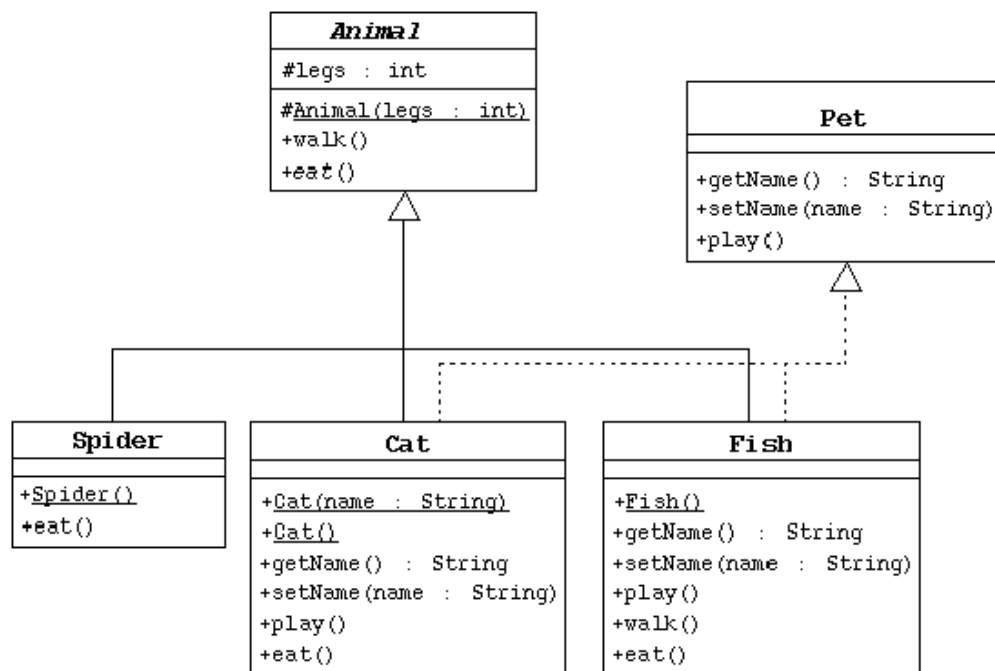 Animal
#legs : int
#Animal(legs : int)
+walk()
+eat()
Pet
+getName() : String
+setName(name : String)
+play()
Spider
+Spider()
+eat()
Cat
+Cat(name : String)
+Cat()
+getName() : String
+setName(name : String)
+play()
+eat()
Fish
+Fish()
+getName() : String
+setName(name : String)
+play()
+walk()
+eat()